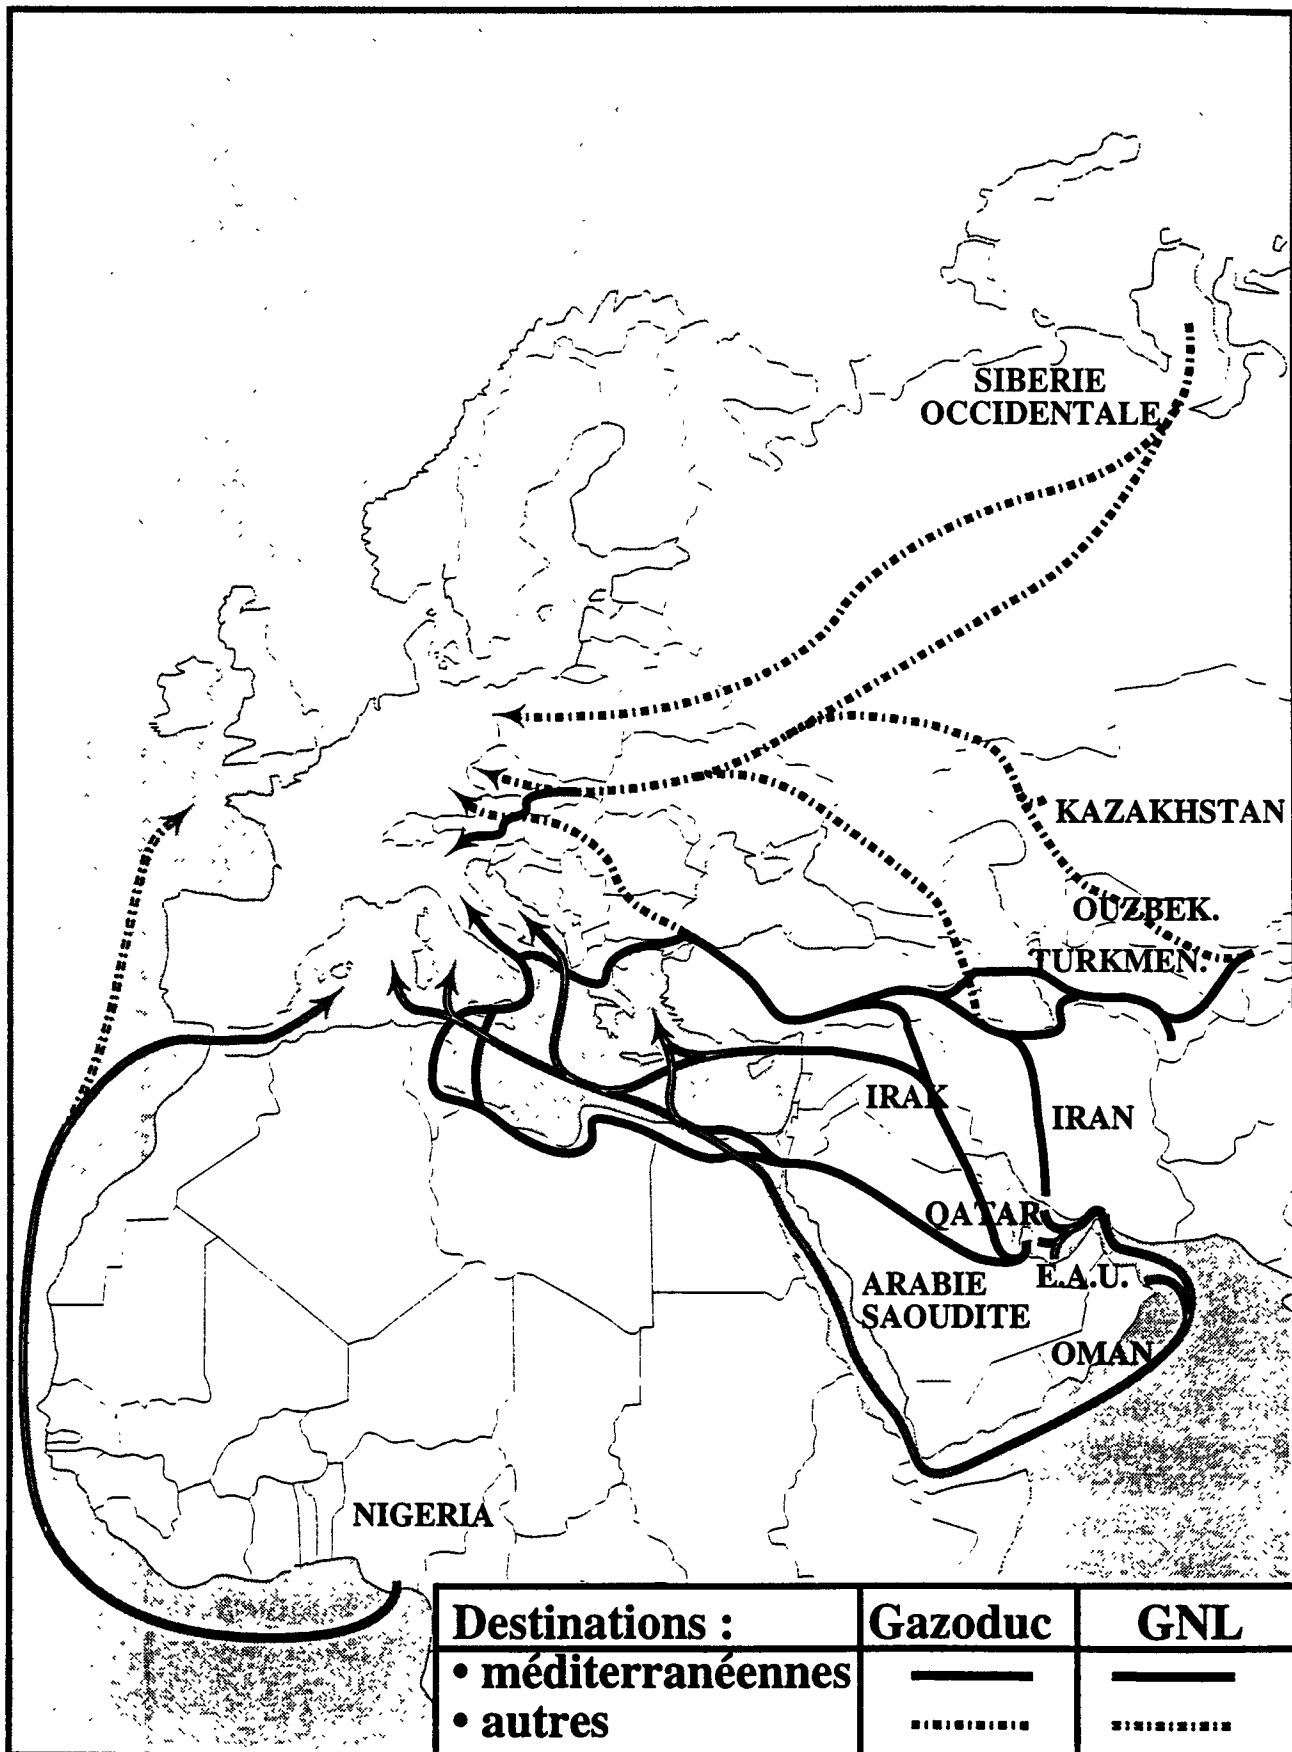 SIBERIE
OCCIDENTALE
KAZAKHSTAN
OUZBEK.
TURKMEN.
IRAK
IRAN
QATAR
E.A.U.
ARABIE
SAOUDITE
OMAN
NIGERIA
Destinations : Gazoduc GNL
• méditerranéennes
• autres